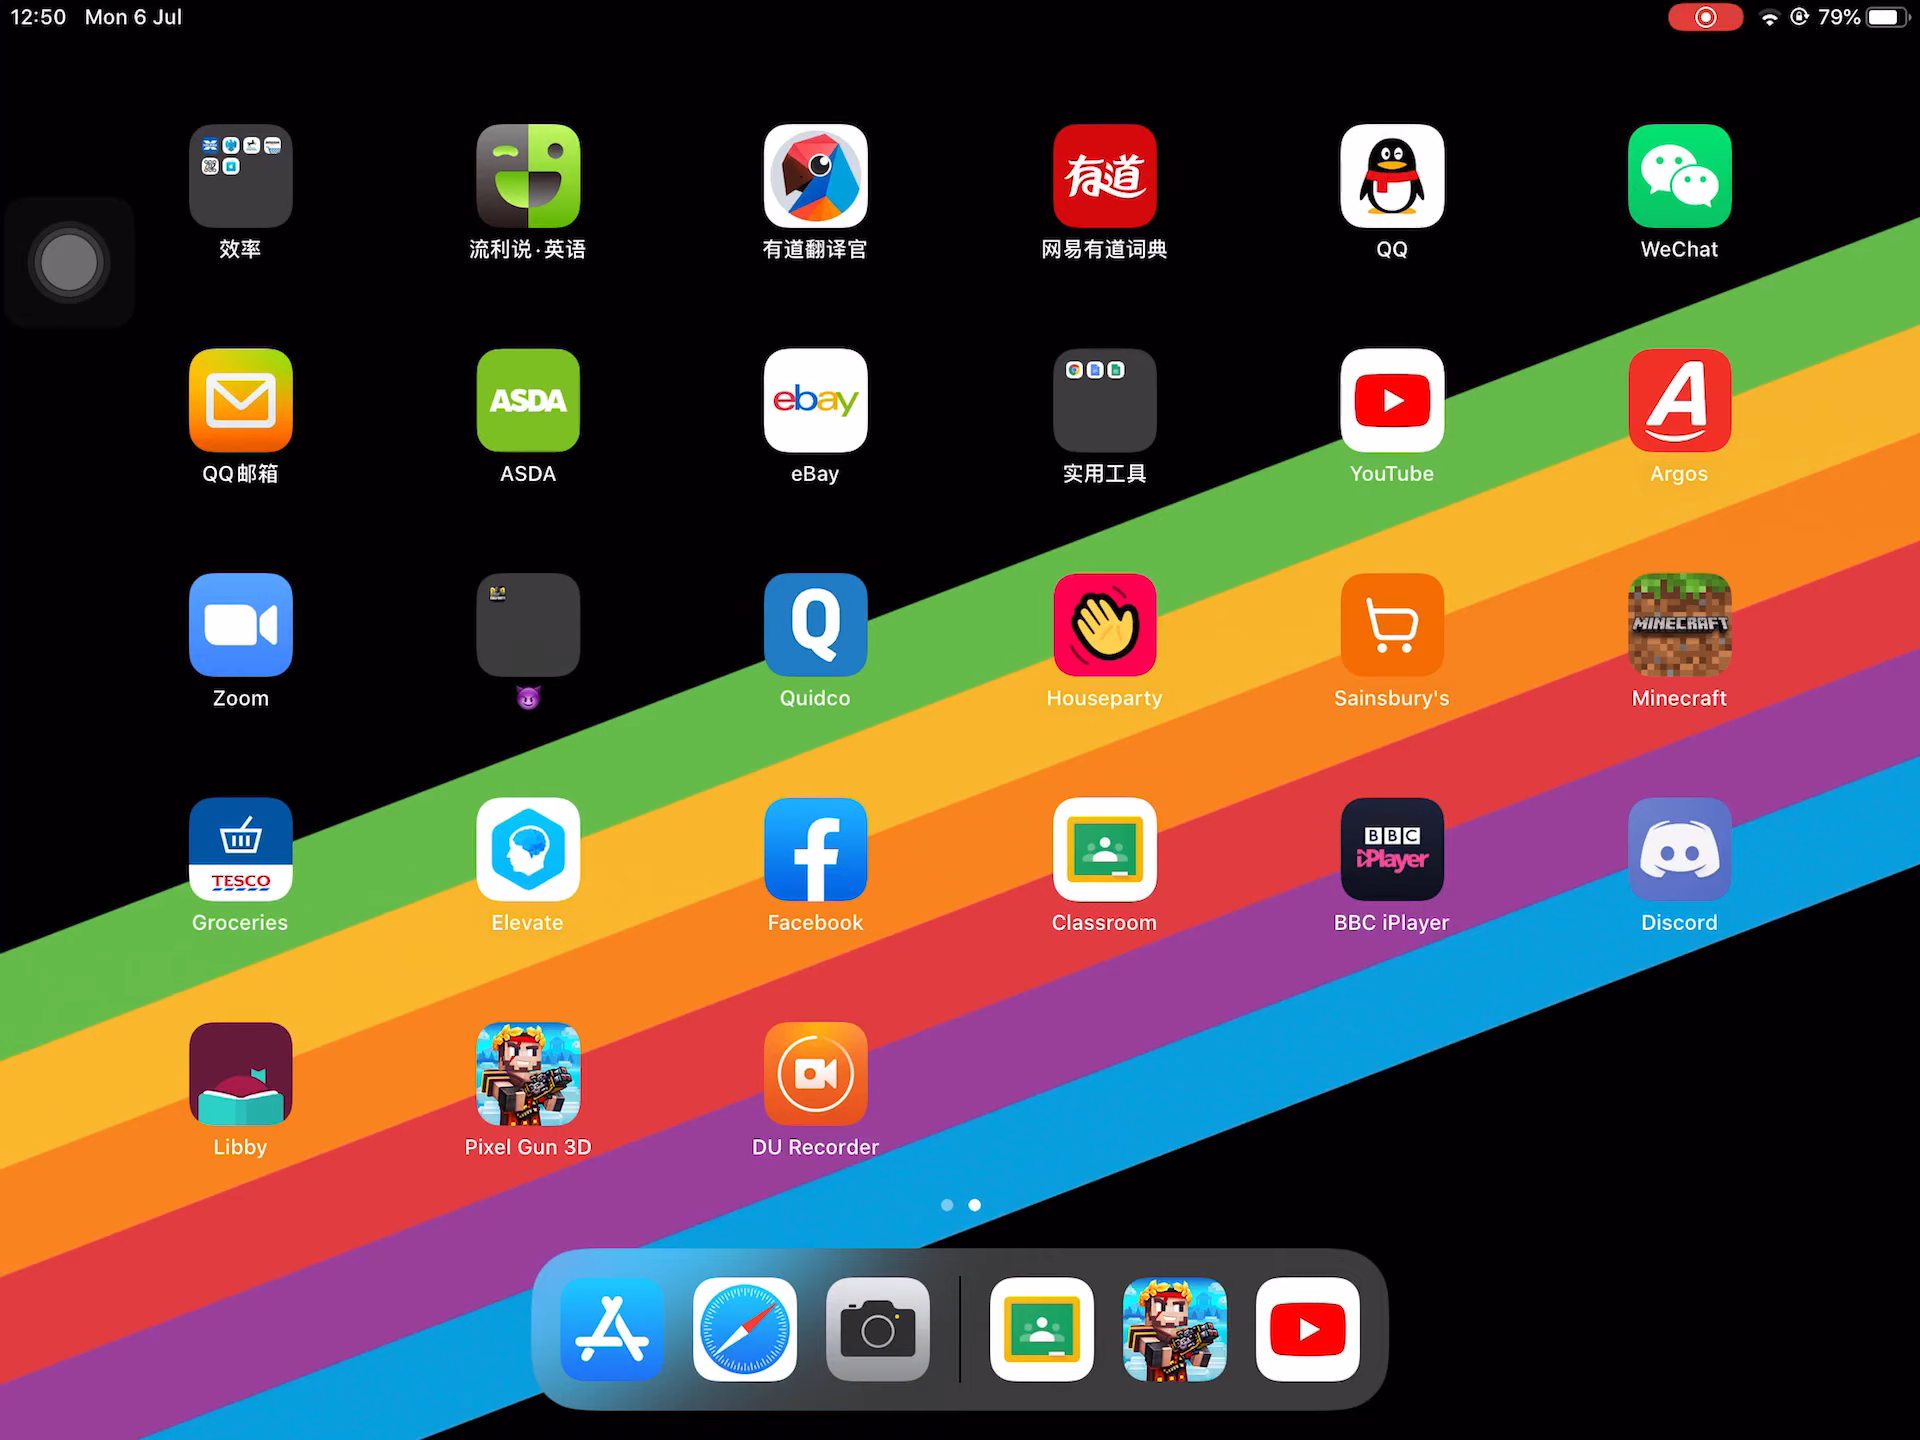 12:50 Mon 6 Jul
79%
有道
效率
流利说·英语
有道翻译官
网易有道词典
QQ
WeChat
ASDA
ebay
A
QQ邮箱
ASDA
eBay
实用工具
YouTube
Argos
Q
MINECRAFT
Zoom
😈
Quidco
Houseparty
Sainsbury's
Minecraft
TESCO
f
BBC
iPlayer
Groceries
Elevate
Facebook
Classroom
BBC iPlayer
Discord
Libby
Pixel Gun 3D
DU Recorder